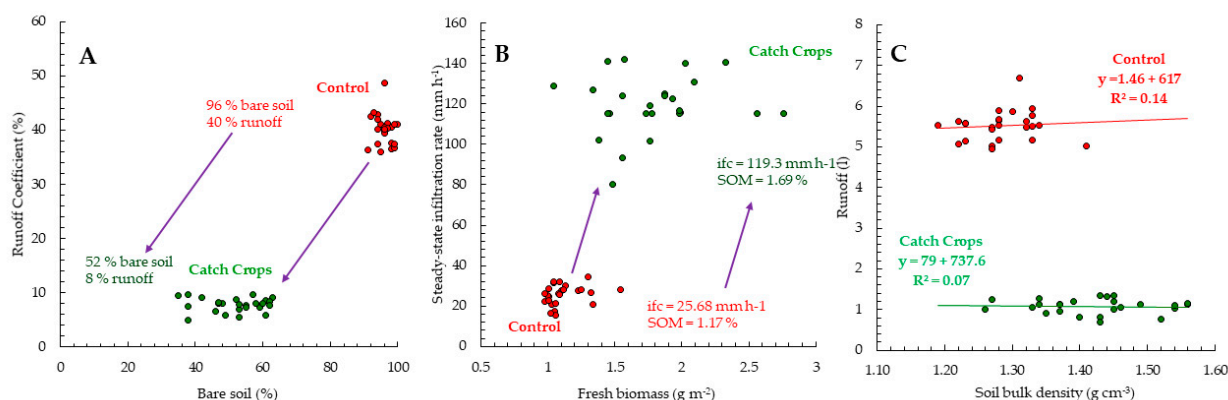 A
Runoff Coefficient (%)
60
50
40
30
20
10
0
Control
96 % bare soil
40 % runoff
52 % bare soil
8 % runoff
Catch Crops
0 20 40 60 80 100
Bare soil (%)
B
Steady-state infiltration rate (mm h-1)
160
140
120
100
80
60
40
20
0
Catch Crops
ifc = 119.3 mm h-1
SOM = 1.69 %
ifc = 25.68 mm h-1
SOM = 1.17 %
Control
0.5 1 1.5 2 2.5 3
Fresh biomass (g m-2)
C
Runoff (l)
8
7
6
5
4
3
2
1
0
Control
y =1.46 + 617
R² = 0.14
Catch Crops
y = 79 + 737.6
R² = 0.07
1.10 1.20 1.30 1.40 1.50 1.60
Soil bulk density (g cm-3)